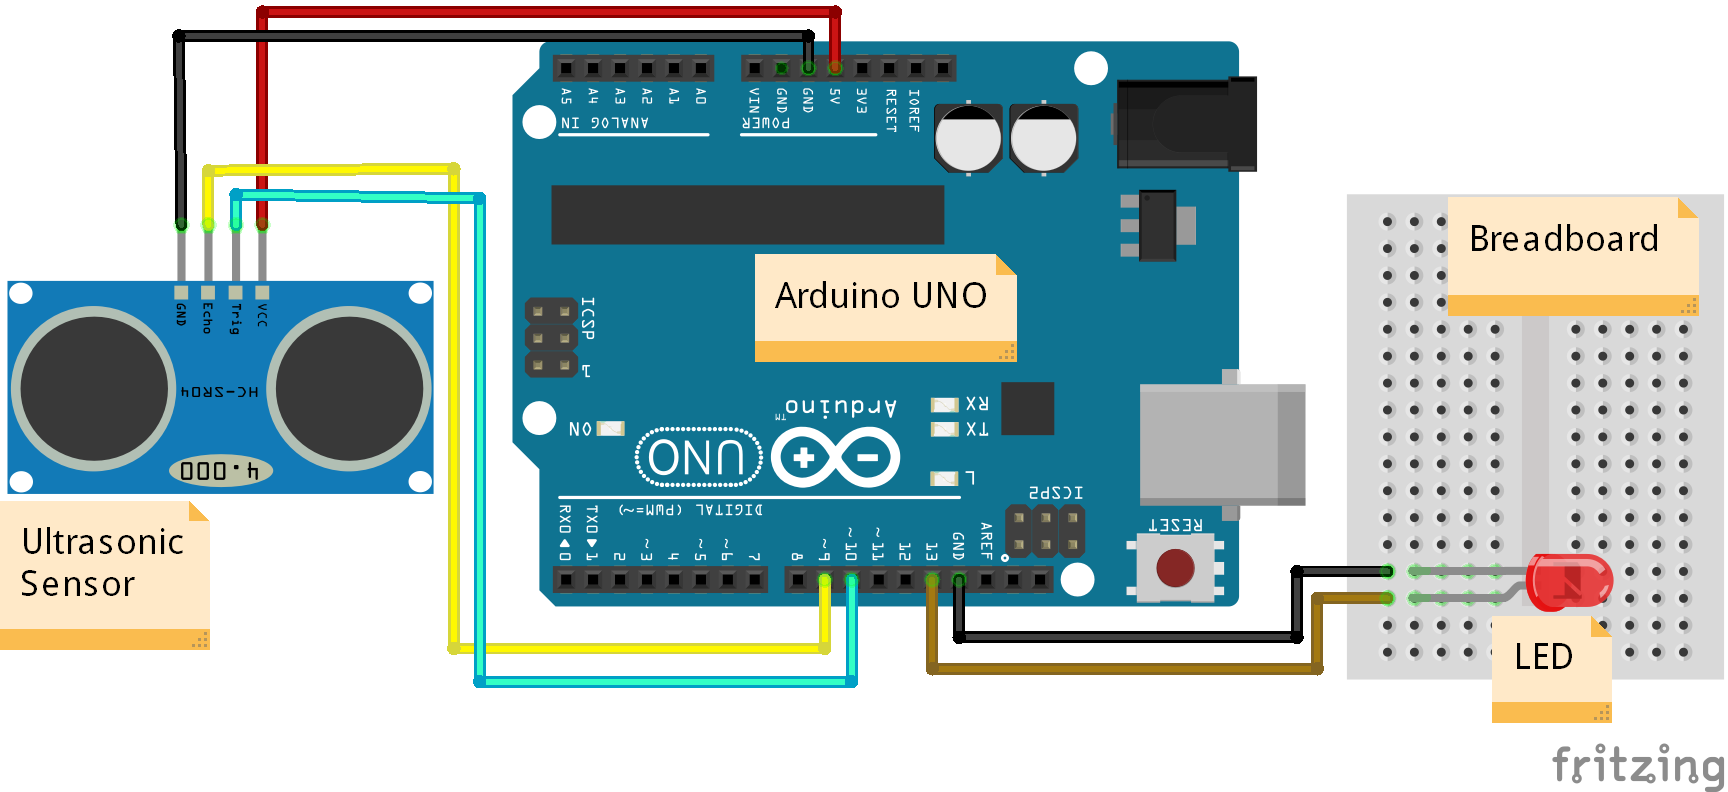 A5
A4
A3
A2
A1
A0
VIN
GND
GND
5V
3V3
RESET
IOREF
ANALOG IN
POWER
Breadboard
Arduino UNO
GND
Echo
Trig
VCC
HC-SR04
4.000
ICSP
1
Arduino
TM
ON
UNO
RX
TX
L
ICSP2
DIGITAL (PWM=~)
RX0◀0
TX0▶1
2
~3
4
~5
~6
7
8
~9
~10
~11
12
13
GND
AREF
RESET
Ultrasonic
Sensor
LED
fritzing